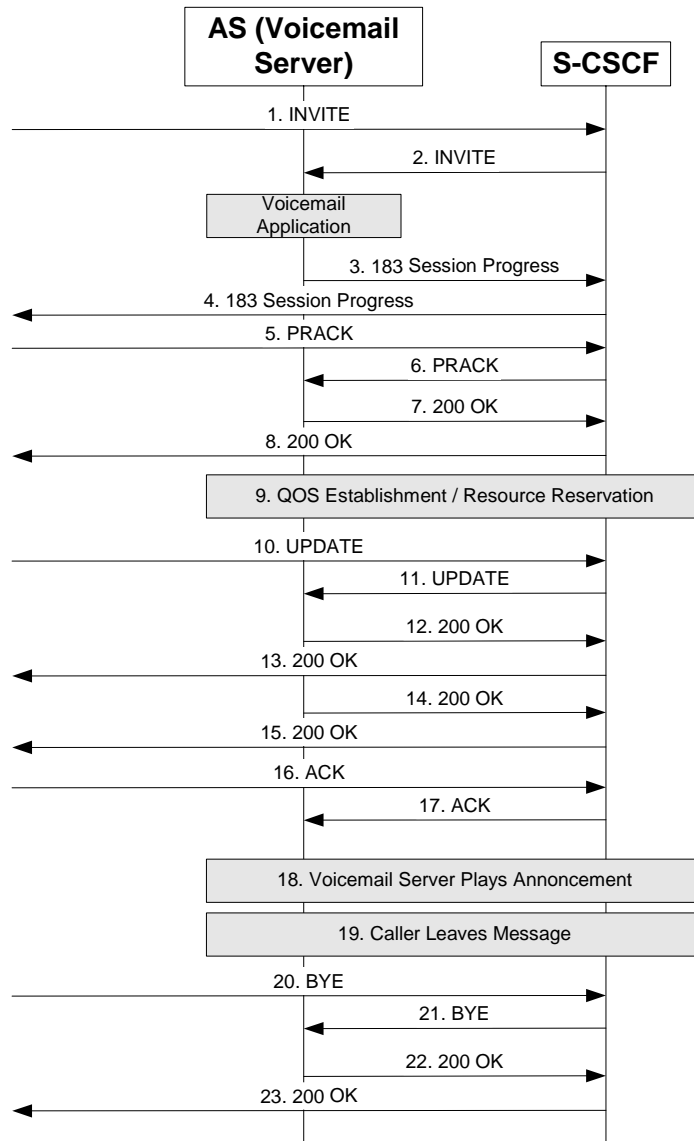 AS (Voicemail
Server)
S-CSCF
1. INVITE
2. INVITE
Voicemail
Application
3. 183 Session Progress
4. 183 Session Progress
5. PRACK
6. PRACK
7. 200 OK
8. 200 OK
9. QOS Establishment / Resource Reservation
10. UPDATE
11. UPDATE
12. 200 OK
13. 200 OK
14. 200 OK
15. 200 OK
16. ACK
17. ACK
18. Voicemail Server Plays Annoncement
19. Caller Leaves Message
20. BYE
21. BYE
22. 200 OK
23. 200 OK